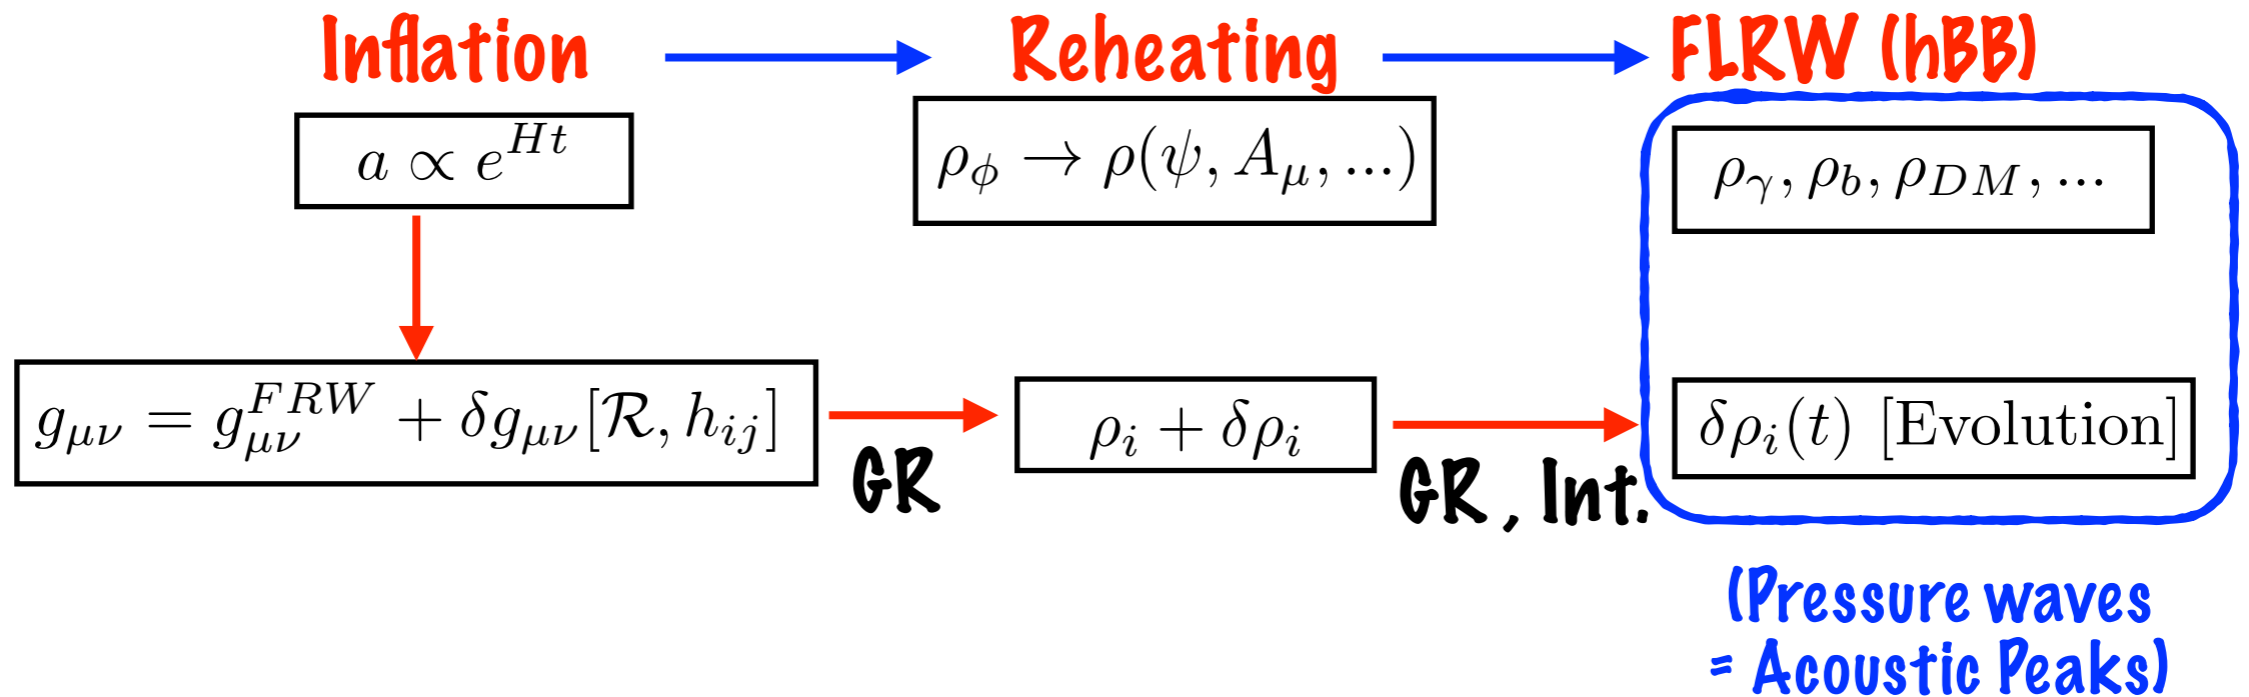 Inflation
Reheating
FLRW (hBB)
a ∝ e^{Ht}
ρ_ϕ → ρ(ψ, A_μ, ...)
ρ_γ, ρ_b, ρ_{DM}, ...
g_{μν} = g_{μν}^{FRW} + δg_{μν}[ℛ, h_{ij}]
GR
ρ_i + δρ_i
GR , Int.
δρ_i(t) [Evolution]
(Pressure waves
= Acoustic Peaks)